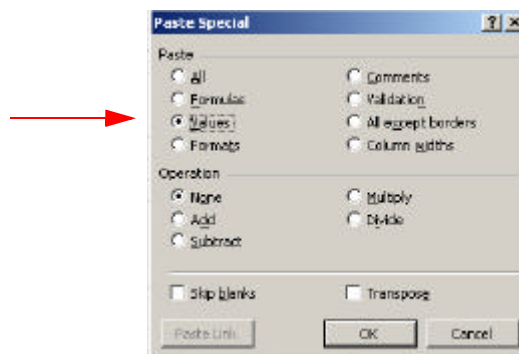 Paste Special
Paste
All
Comments
Formulas
Validation
Values
All except borders
Formats
Column widths
Operation
None
Multiply
Add
Divide
Subtract
Skip blanks
Transpose
Paste Link
OK
Cancel